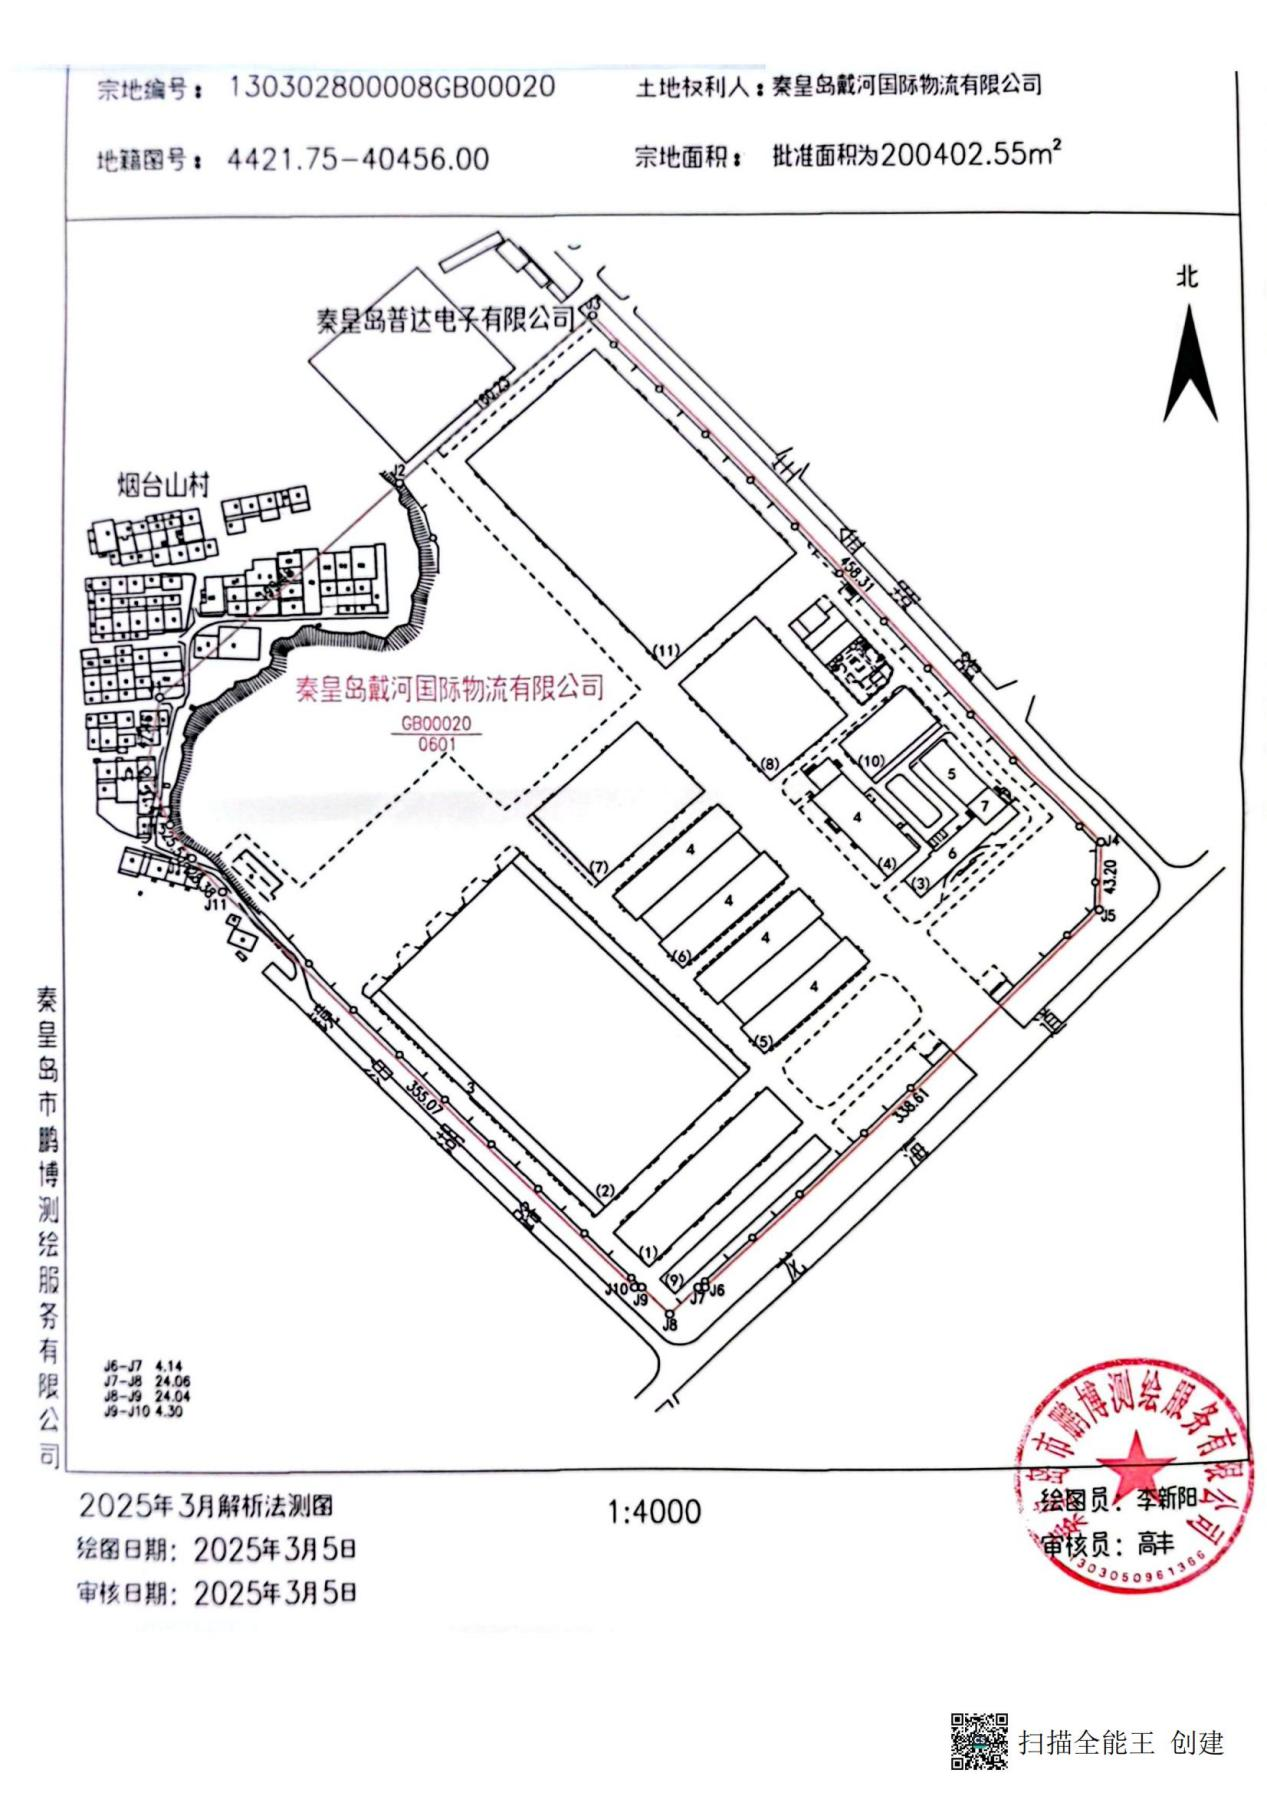 宗地编号： 130302800008GB00020
土地权利人：秦皇岛戴河国际物流有限公司
地籍图号： 4421.75-40456.00
宗地面积： 批准面积为200402.55m²
北
秦皇岛普达电子有限公司
J3
180.23
J2
烟台山村
458.31
(11)
秦皇岛戴河国际物流有限公司
GB00020
0601
(8)
(10)
5
7
4
6
(4)
(3)
J4
43.20
J5
(7)
4
4
(6)
4
4
(5)
J11
355.07
3
338.61
(2)
(1)
(9)
J10
J9
J7
J6
J8
J6-J7 4.14
J7-J8 24.06
J8-J9 24.04
J9-J10 4.30
秦皇岛市鹏博测绘服务有限公司
2025年3月解析法测图
绘图日期：2025年3月5日
审核日期：2025年3月5日
1:4000
绘图员：李新阳
审核员：高丰
1303050961366
扫描全能王 创建